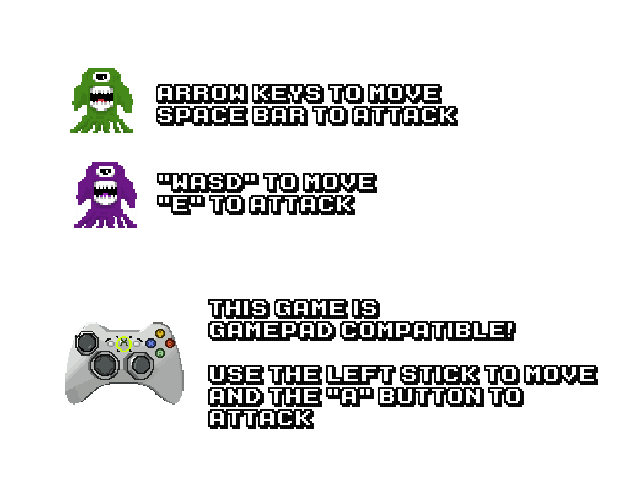 ARROW KEYS TO MOVE
SPACE BAR TO ATTACK
"WASD" TO MOVE
"E" TO ATTACK
THIS GAME IS
GAMEPAD COMPATIBLE!
USE THE LEFT STICK TO MOVE
AND THE "A" BUTTON TO
ATTACK